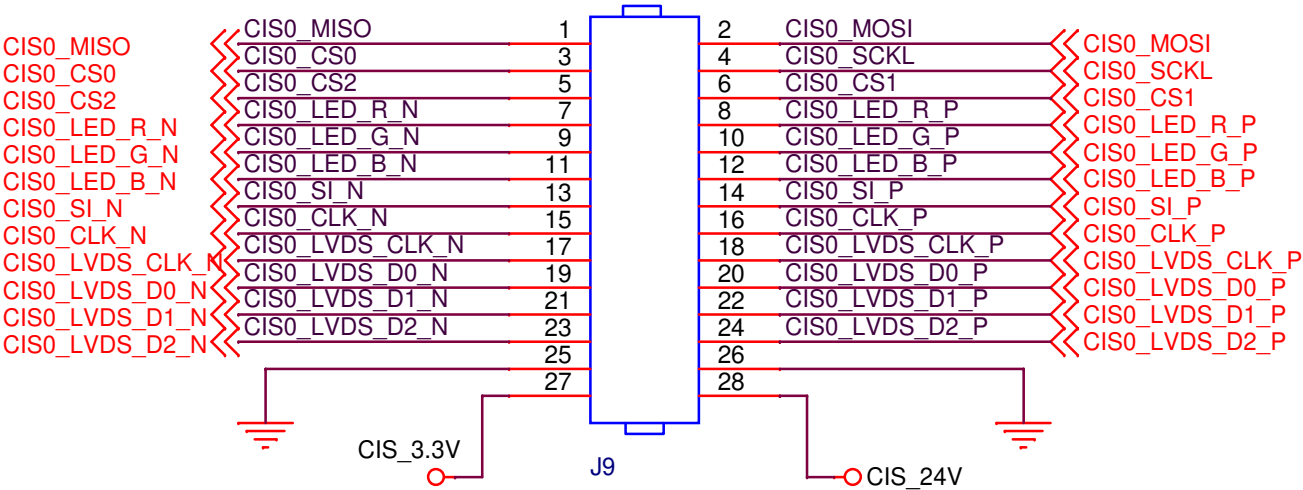 CIS0_MISO CIS0_MISO 1 2 CIS0_MOSI CIS0_MOSI
CIS0_CS0 CIS0_CS0 3 4 CIS0_SCKL CIS0_SCKL
CIS0_CS2 CIS0_CS2 5 6 CIS0_CS1 CIS0_CS1
CIS0_LED_R_N CIS0_LED_R_N 7 8 CIS0_LED_R_P CIS0_LED_R_P
CIS0_LED_G_N CIS0_LED_G_N 9 10 CIS0_LED_G_P CIS0_LED_G_P
CIS0_LED_B_N CIS0_LED_B_N 11 12 CIS0_LED_B_P CIS0_LED_B_P
CIS0_SI_N CIS0_SI_N 13 14 CIS0_SI_P CIS0_SI_P
CIS0_CLK_N CIS0_CLK_N 15 16 CIS0_CLK_P CIS0_CLK_P
CIS0_LVDS_CLK_N CIS0_LVDS_CLK_N 17 18 CIS0_LVDS_CLK_P CIS0_LVDS_CLK_P
CIS0_LVDS_D0_N CIS0_LVDS_D0_N 19 20 CIS0_LVDS_D0_P CIS0_LVDS_D0_P
CIS0_LVDS_D1_N CIS0_LVDS_D1_N 21 22 CIS0_LVDS_D1_P CIS0_LVDS_D1_P
CIS0_LVDS_D2_N CIS0_LVDS_D2_N 23 24 CIS0_LVDS_D2_P CIS0_LVDS_D2_P
25 26
27 28
CIS_3.3V J9 CIS_24V